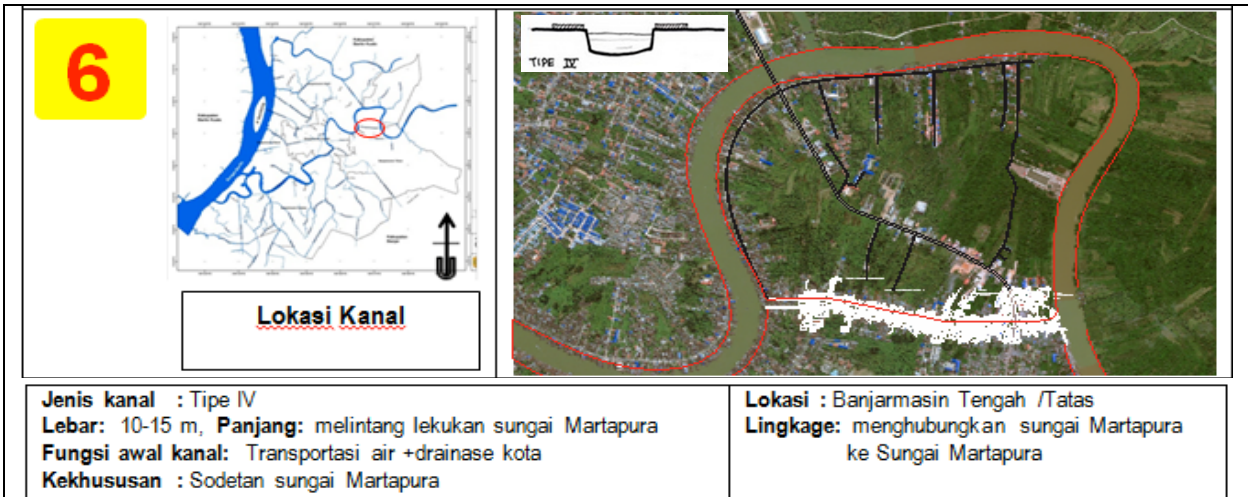 6
Lokasi Kanal
TIPE IV
Jenis kanal : Tipe IV
Lebar: 10-15 m, Panjang: melintang lekukan sungai Martapura
Fungsi awal kanal: Transportasi air +drainase kota
Kekhususan : Sodetan sungai Martapura
Lokasi : Banjarmasin Tengah /Tatas
Lingkage: menghubungkan sungai Martapura
ke Sungai Martapura